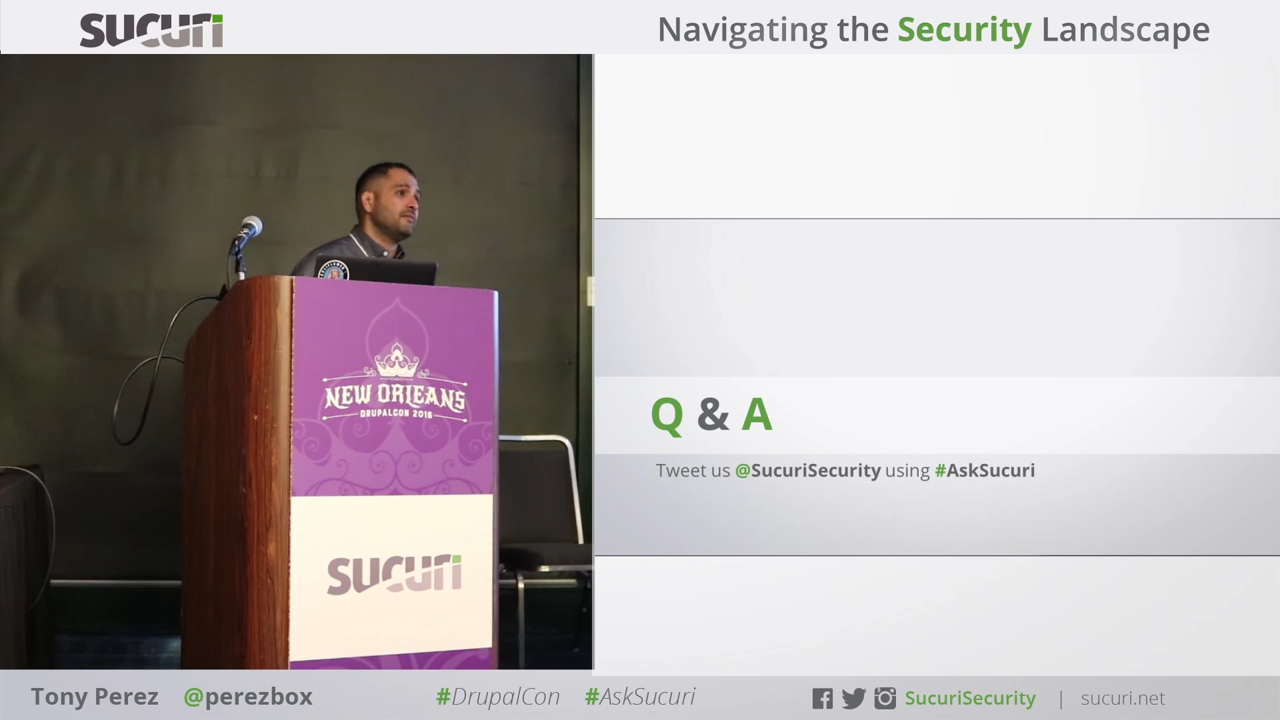 sucuri
Navigating the Security Landscape
NEW ORLEANS
DRUPALCON 2016
sucuri
Q & A
Tweet us @SucuriSecurity using #AskSucuri
Tony Perez @perezbox #DrupalCon #AskSucuri SucuriSecurity | sucuri.net